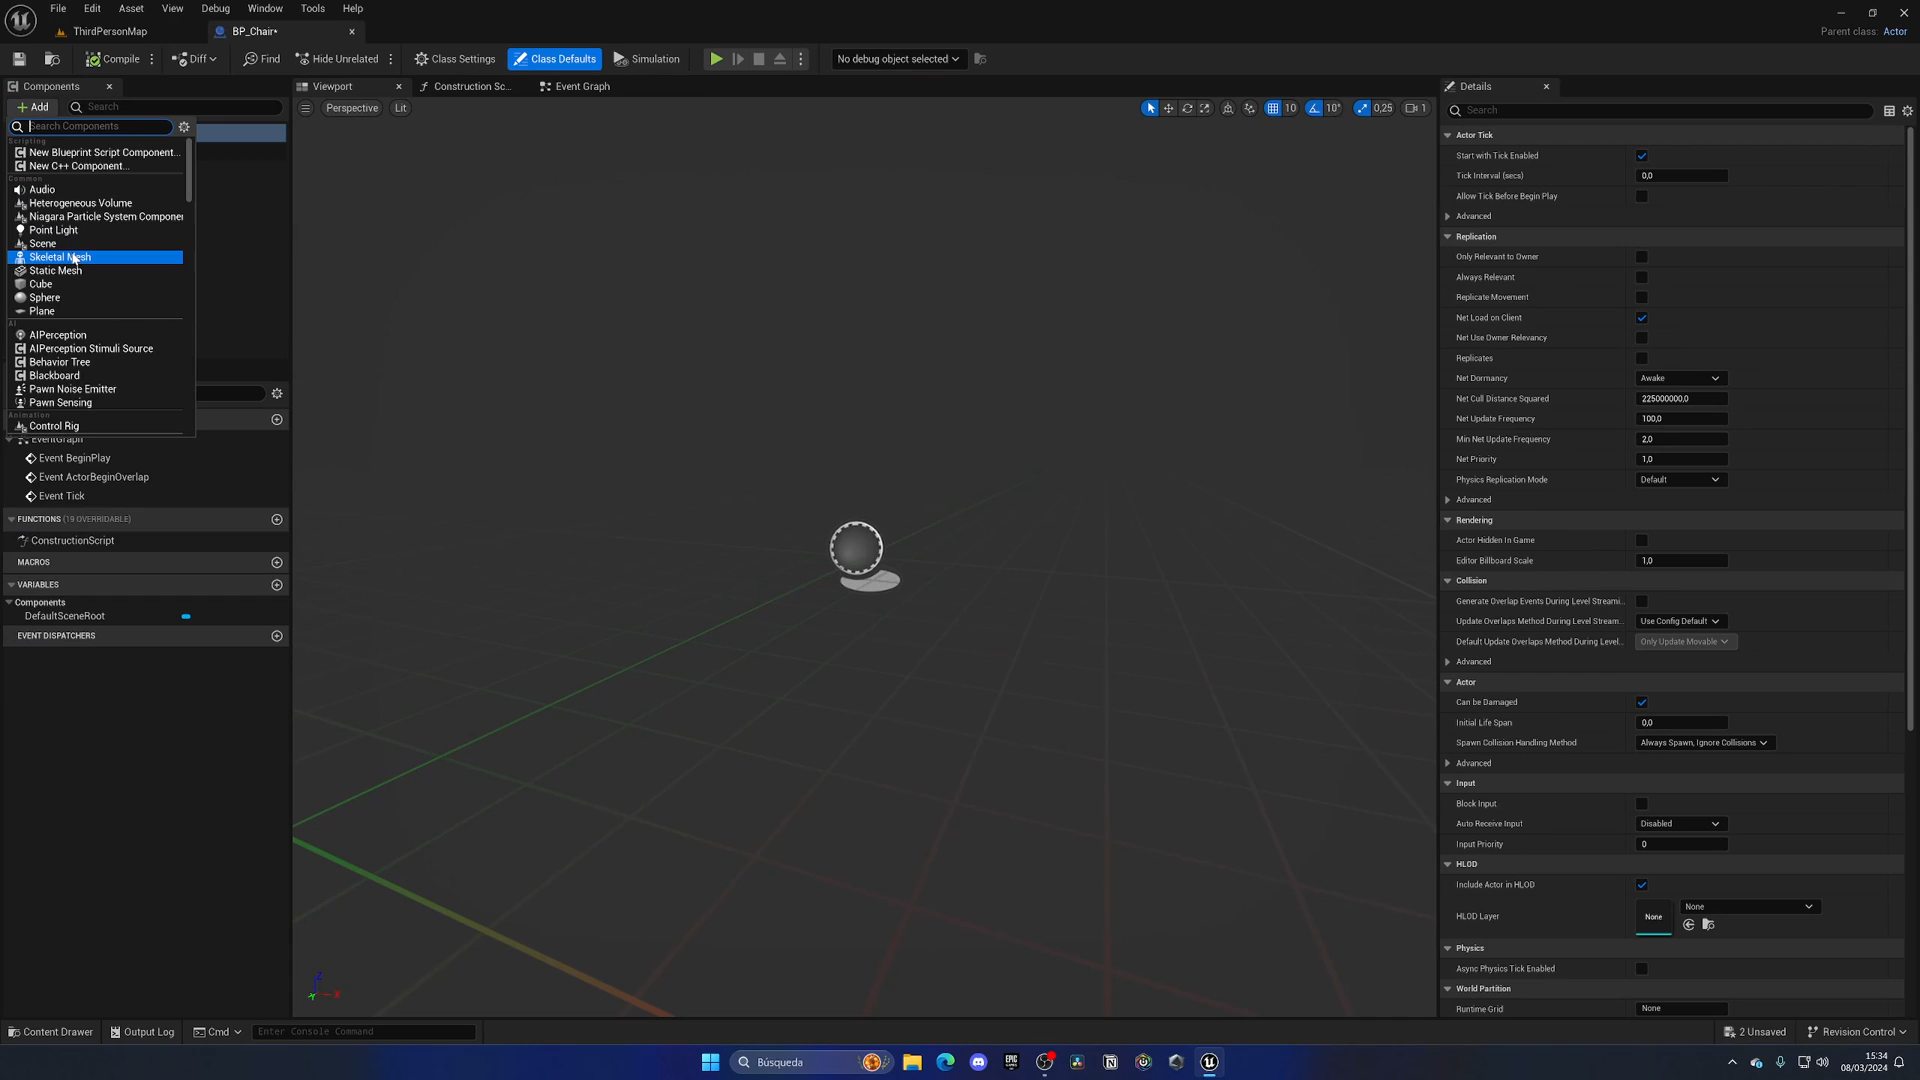 File Edit Asset View Debug Window Tools Help
ThirdPersonMap
BP_Chair*
Parent class: Actor
Compile
Diff
Find
Hide Unrelated
Class Settings
Class Defaults
Simulation
No debug object selected
Components
Viewport
Construction Sc...
Event Graph
Details
Add
Search
Perspective
Lit
10
10°
0,25
1
Search
Search Components
Scripting
New Blueprint Script Component...
New C++ Component...
Common
Audio
Heterogeneous Volume
Niagara Particle System Componen
Point Light
Scene
Skeletal Mesh
Static Mesh
Cube
Sphere
Plane
AI
AIPerception
AIPerception Stimuli Source
Behavior Tree
Blackboard
Pawn Noise Emitter
Pawn Sensing
Animation
Control Rig
EventGraph
Event BeginPlay
Event ActorBeginOverlap
Event Tick
FUNCTIONS (19 OVERRIDABLE)
ConstructionScript
MACROS
VARIABLES
Components
DefaultSceneRoot
EVENT DISPATCHERS
Z
Y
X
Actor Tick
Start with Tick Enabled
Tick Interval (secs) 0,0
Allow Tick Before Begin Play
Advanced
Replication
Only Relevant to Owner
Always Relevant
Replicate Movement
Net Load on Client
Net Use Owner Relevancy
Replicates
Net Dormancy Awake
Net Cull Distance Squared 225000000,0
Net Update Frequency 100,0
Min Net Update Frequency 2,0
Net Priority 1,0
Physics Replication Mode Default
Advanced
Rendering
Actor Hidden In Game
Editor Billboard Scale 1,0
Collision
Generate Overlap Events During Level Streami...
Update Overlaps Method During Level Stream... Use Config Default
Default Update Overlaps Method During Level... Only Update Movable
Advanced
Actor
Can be Damaged
Initial Life Span 0,0
Spawn Collision Handling Method Always Spawn, Ignore Collisions
Advanced
Input
Block Input
Auto Receive Input Disabled
Input Priority 0
HLOD
Include Actor in HLOD
HLOD Layer None None
Physics
Async Physics Tick Enabled
World Partition
Runtime Grid None
Content Drawer
Output Log
Cmd
Enter Console Command
2 Unsaved
Revision Control
Búsqueda
EPIC
15:34
08/03/2024